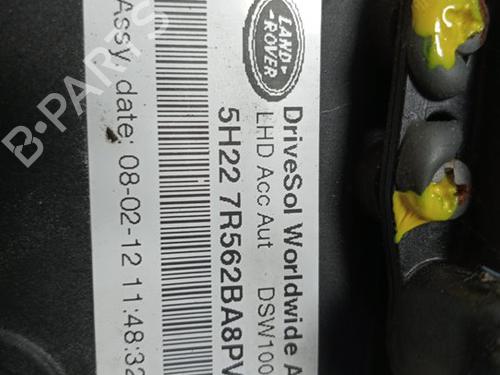 LAND
ROVER
DriveSol Worldwide A
LHD Acc Aut DSW100
5H22 7R562BA8PV
Assy, date: 08-02-12 11:48:32
B-PARTS